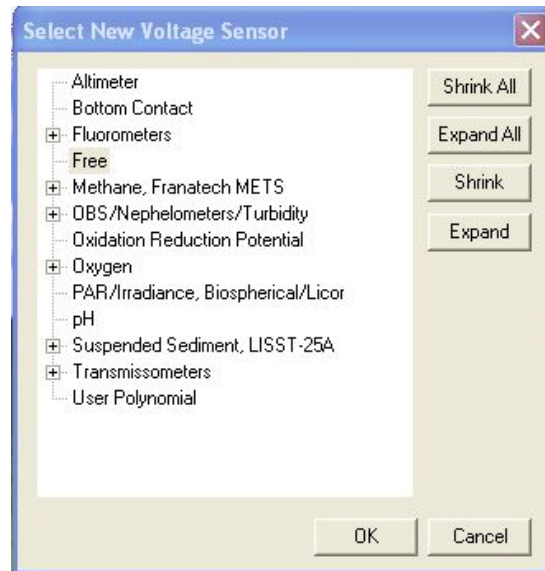 Select New Voltage Sensor
Altimeter
Bottom Contact
Fluorometers
Free
Methane, Franatech METS
OBS/Nephelometers/Turbidity
Oxidation Reduction Potential
Oxygen
PAR/Irradiance, Biospherical/Licor
pH
Suspended Sediment, LISST-25A
Transmissometers
User Polynomial
Shrink All
Expand All
Shrink
Expand
OK
Cancel